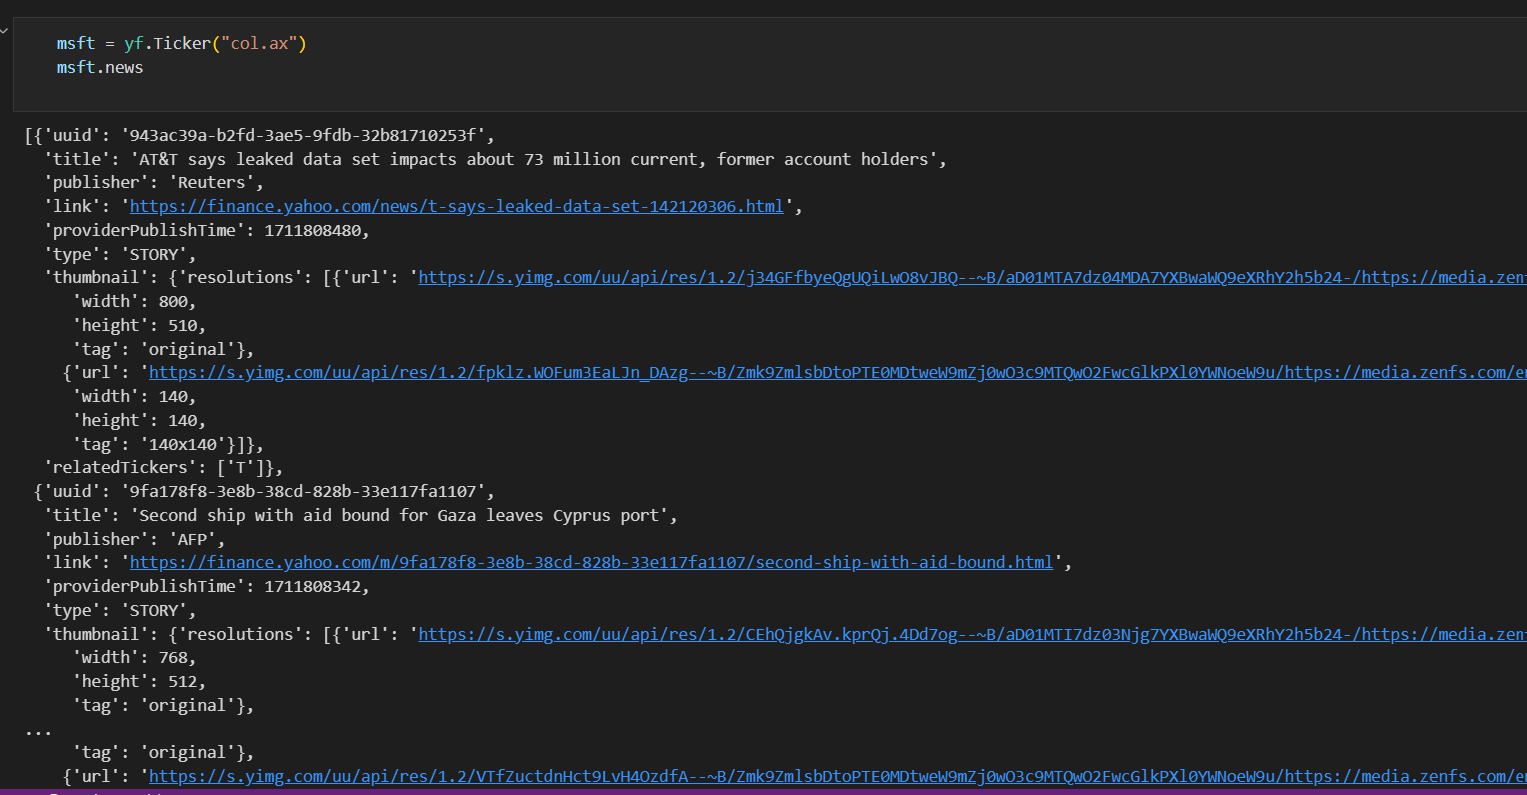 msft = yf.Ticker("col.ax")
msft.news
[{'uuid': '943ac39a-b2fd-3ae5-9fdb-32b81710253f',
'title': 'AT&T says leaked data set impacts about 73 million current, former account holders',
'publisher': 'Reuters',
'link': 'https://finance.yahoo.com/news/t-says-leaked-data-set-142120306.html',
'providerPublishTime': 1711808480,
'type': 'STORY',
'thumbnail': {'resolutions': [{'url': 'https://s.yimg.com/uu/api/res/1.2/j34GFfbyeQgUQiLwO8vJBQ--~B/aD01MTA7dz04MDA7YXBwaWQ9eXRhY2h5b24-/https://media.zenf
'width': 800,
'height': 510,
'tag': 'original'},
{'url': 'https://s.yimg.com/uu/api/res/1.2/fpklz.WOFum3EaLJn_DAzg--~B/Zmk9ZmlsbDtoPTE0MDtweW9mZj0wO3c9MTQwO2FwcGlkPXl0YWNoeW9u/https://media.zenfs.com/en
'width': 140,
'height': 140,
'tag': '140x140'}]},
'relatedTickers': ['T']},
{'uuid': '9fa178f8-3e8b-38cd-828b-33e117fa1107',
'title': 'Second ship with aid bound for Gaza leaves Cyprus port',
'publisher': 'AFP',
'link': 'https://finance.yahoo.com/m/9fa178f8-3e8b-38cd-828b-33e117fa1107/second-ship-with-aid-bound.html',
'providerPublishTime': 1711808342,
'type': 'STORY',
'thumbnail': {'resolutions': [{'url': 'https://s.yimg.com/uu/api/res/1.2/CEhQjgkAv.kprQj.4Dd7og--~B/aD01MTI7dz03Njg7YXBwaWQ9eXRhY2h5b24-/https://media.zenf
'width': 768,
'height': 512,
'tag': 'original'},
...
'tag': 'original'},
{'url': 'https://s.yimg.com/uu/api/res/1.2/VTfZuctdnHct9LvH4OzdfA--~B/Zmk9ZmlsbDtoPTE0MDtweW9mZj0wO3c9MTQwO2FwcGlkPXl0YWNoeW9u/https://media.zenfs.com/en